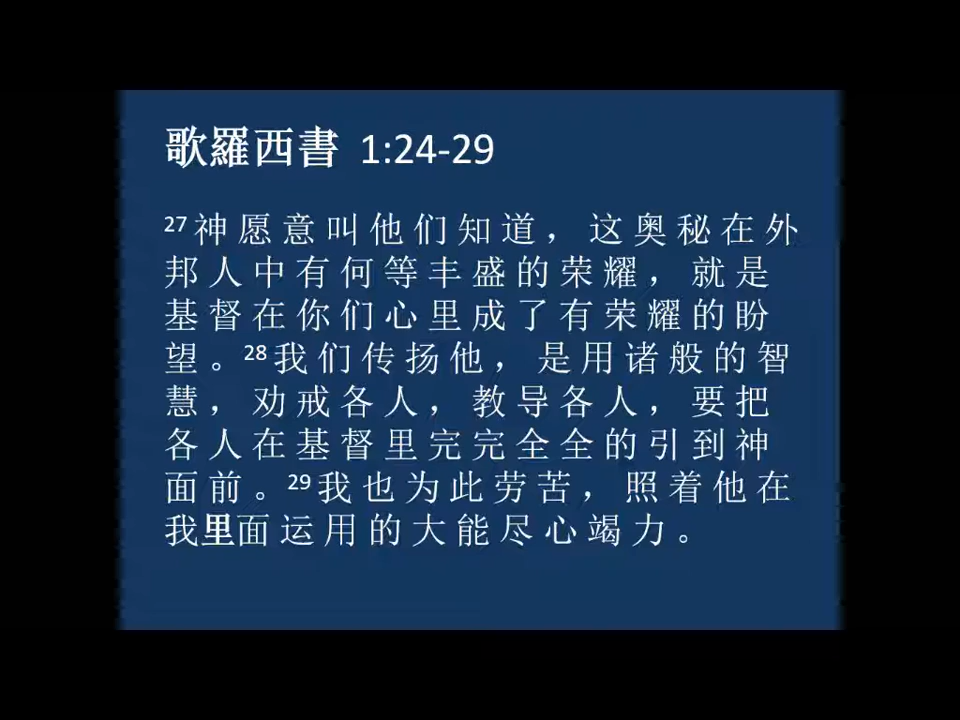 歌羅西書 1:24-29
27神愿意叫他们知道，这奥秘在外
邦人中有何等丰盛的荣耀，就是
基督在你们心里成了有荣耀的盼
望。28我们传扬他，是用诸般的智
慧，劝戒各人，教导各人，要把
各人在基督里完完全全的引到神
面前。29我也为此劳苦，照着他在
我里面运用的大能尽心竭力。